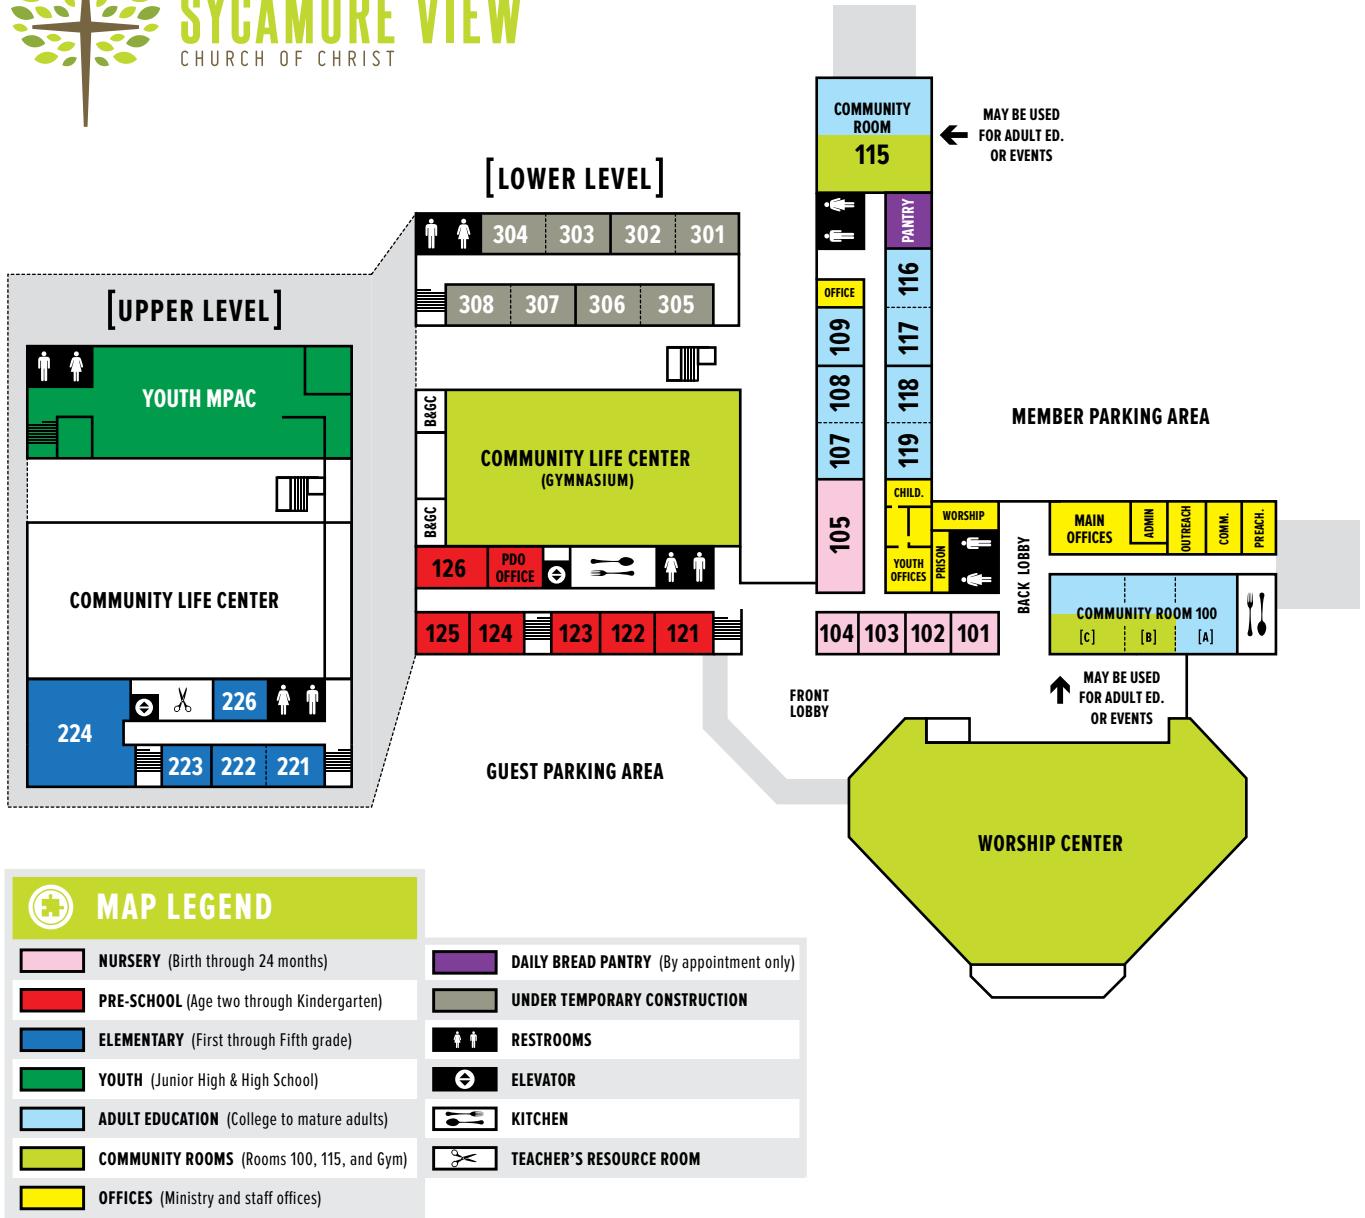 SYCAMORE VIEW
CHURCH OF CHRIST
COMMUNITY
ROOM
115
MAY BE USED
FOR ADULT ED.
OR EVENTS
[LOWER LEVEL]
304 303 302 301
308 307 306 305
PANTRY
OFFICE
116
117
118
119
109
108
107
105
[UPPER LEVEL]
YOUTH MPAC
COMMUNITY LIFE CENTER
224
226
223 222 221
B&GC
B&GC
COMMUNITY LIFE CENTER
(GYMNASIUM)
126
PDO
OFFICE
125 124 123 122 121
MEMBER PARKING AREA
CHILD.
WORSHIP
YOUTH
OFFICES
PRISON
BACK LOBBY
MAIN
OFFICES
ADMIN
OUTREACH
COMM.
PREACH.
104 103 102 101
COMMUNITY ROOM 100
[C] [B] [A]
MAY BE USED
FOR ADULT ED.
OR EVENTS
FRONT
LOBBY
GUEST PARKING AREA
WORSHIP CENTER
MAP LEGEND
NURSERY (Birth through 24 months)
PRE-SCHOOL (Age two through Kindergarten)
ELEMENTARY (First through Fifth grade)
YOUTH (Junior High & High School)
ADULT EDUCATION (College to mature adults)
COMMUNITY ROOMS (Rooms 100, 115, and Gym)
OFFICES (Ministry and staff offices)
DAILY BREAD PANTRY (By appointment only)
UNDER TEMPORARY CONSTRUCTION
RESTROOMS
ELEVATOR
KITCHEN
TEACHER'S RESOURCE ROOM